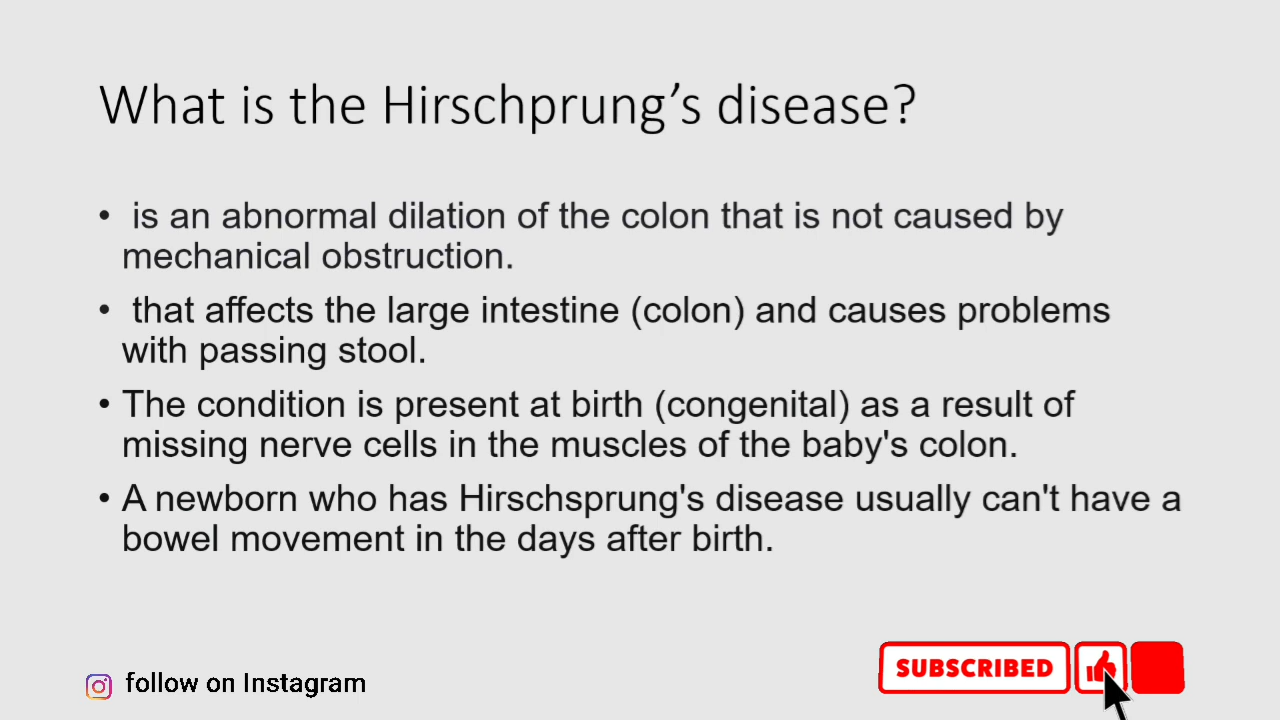 What is the Hirschprung’s disease?
• is an abnormal dilation of the colon that is not caused by
mechanical obstruction.
• that affects the large intestine (colon) and causes problems
with passing stool.
• The condition is present at birth (congenital) as a result of
missing nerve cells in the muscles of the baby's colon.
• A newborn who has Hirschsprung's disease usually can't have a
bowel movement in the days after birth.
follow on Instagram
SUBSCRIBED